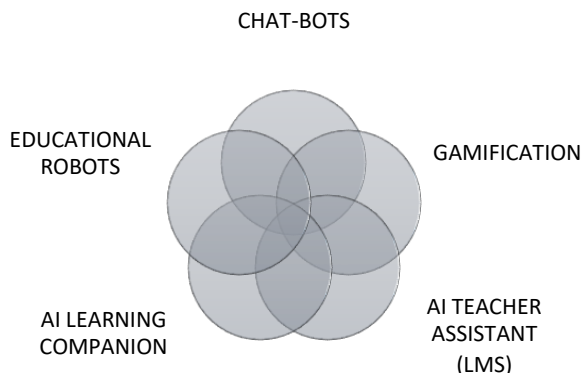 CHAT-BOTS
EDUCATIONAL
ROBOTS
GAMIFICATION
AI LEARNING
COMPANION
AI TEACHER
ASSISTANT
(LMS)